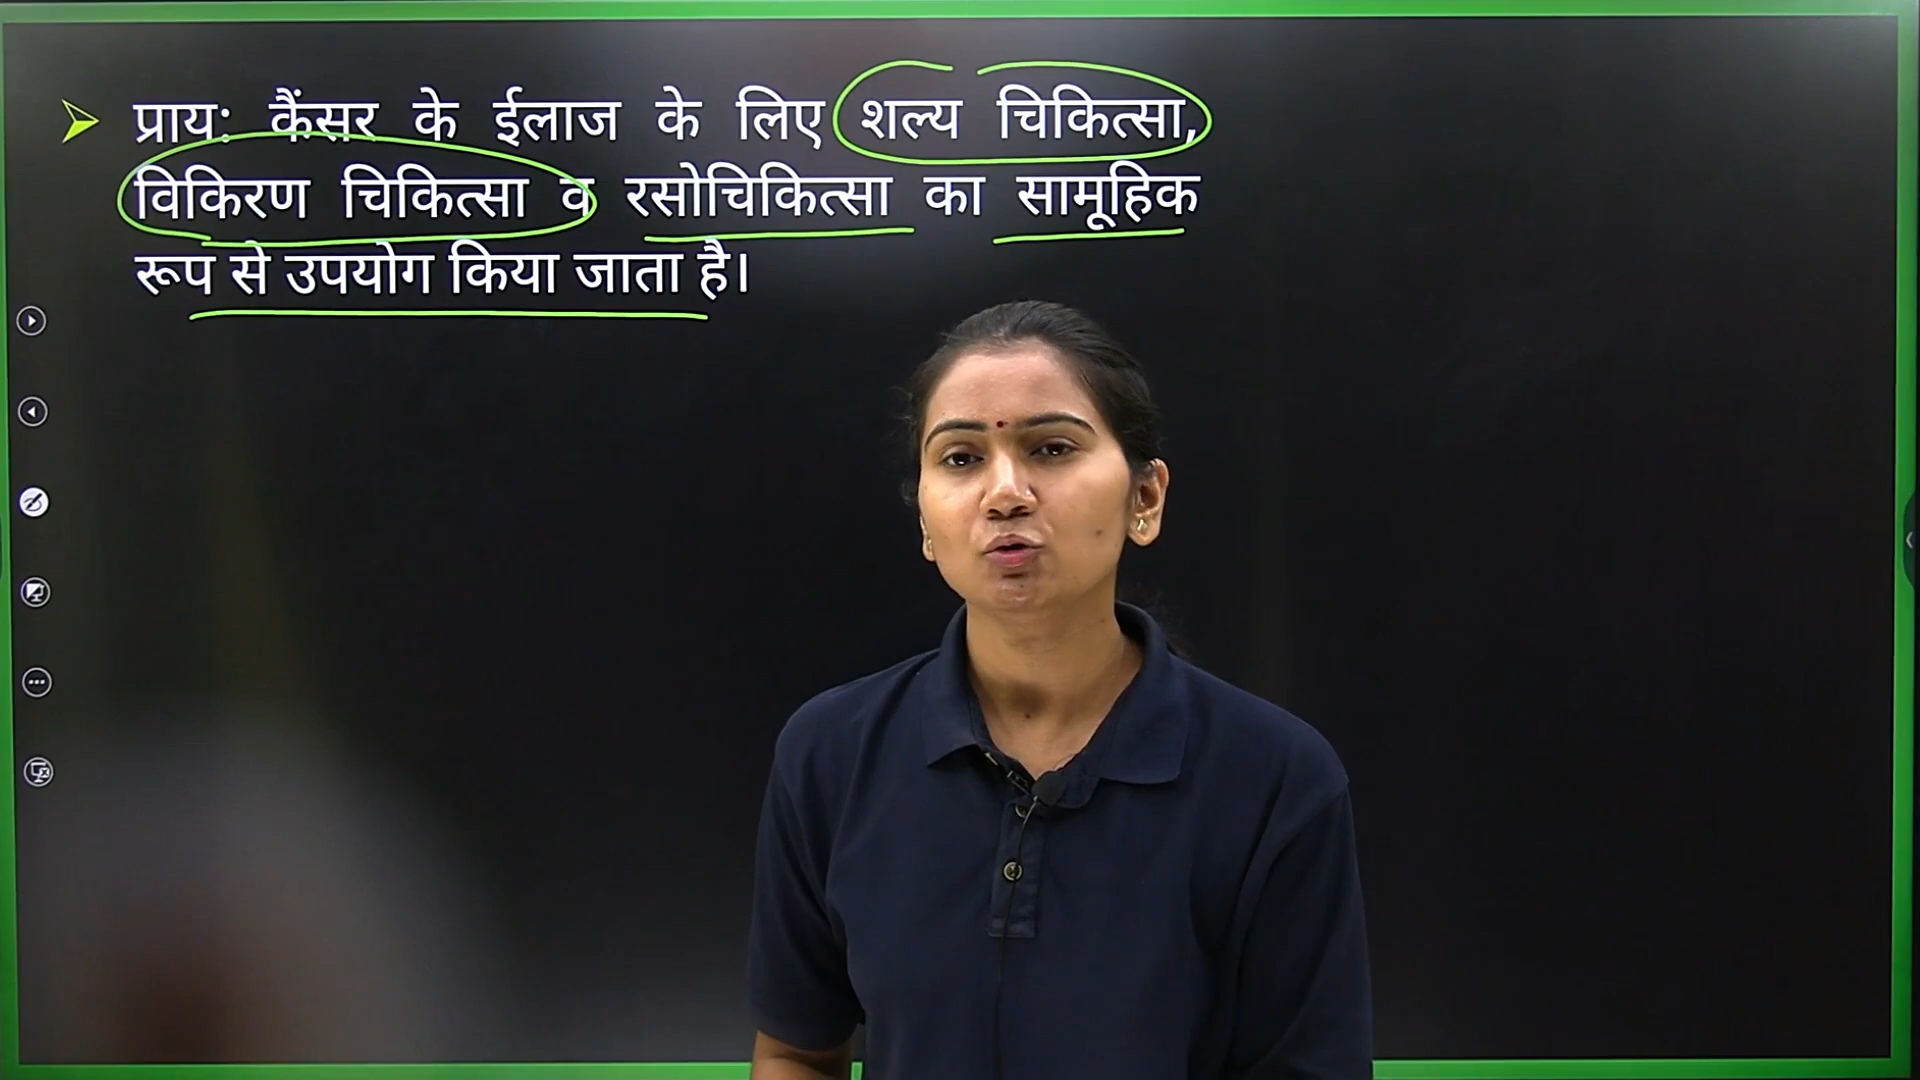 प्राय: कैंसर के ईलाज के लिए शल्य चिकित्सा,
विकिरण चिकित्सा व रसोचिकित्सा का सामूहिक
रूप से उपयोग किया जाता है।